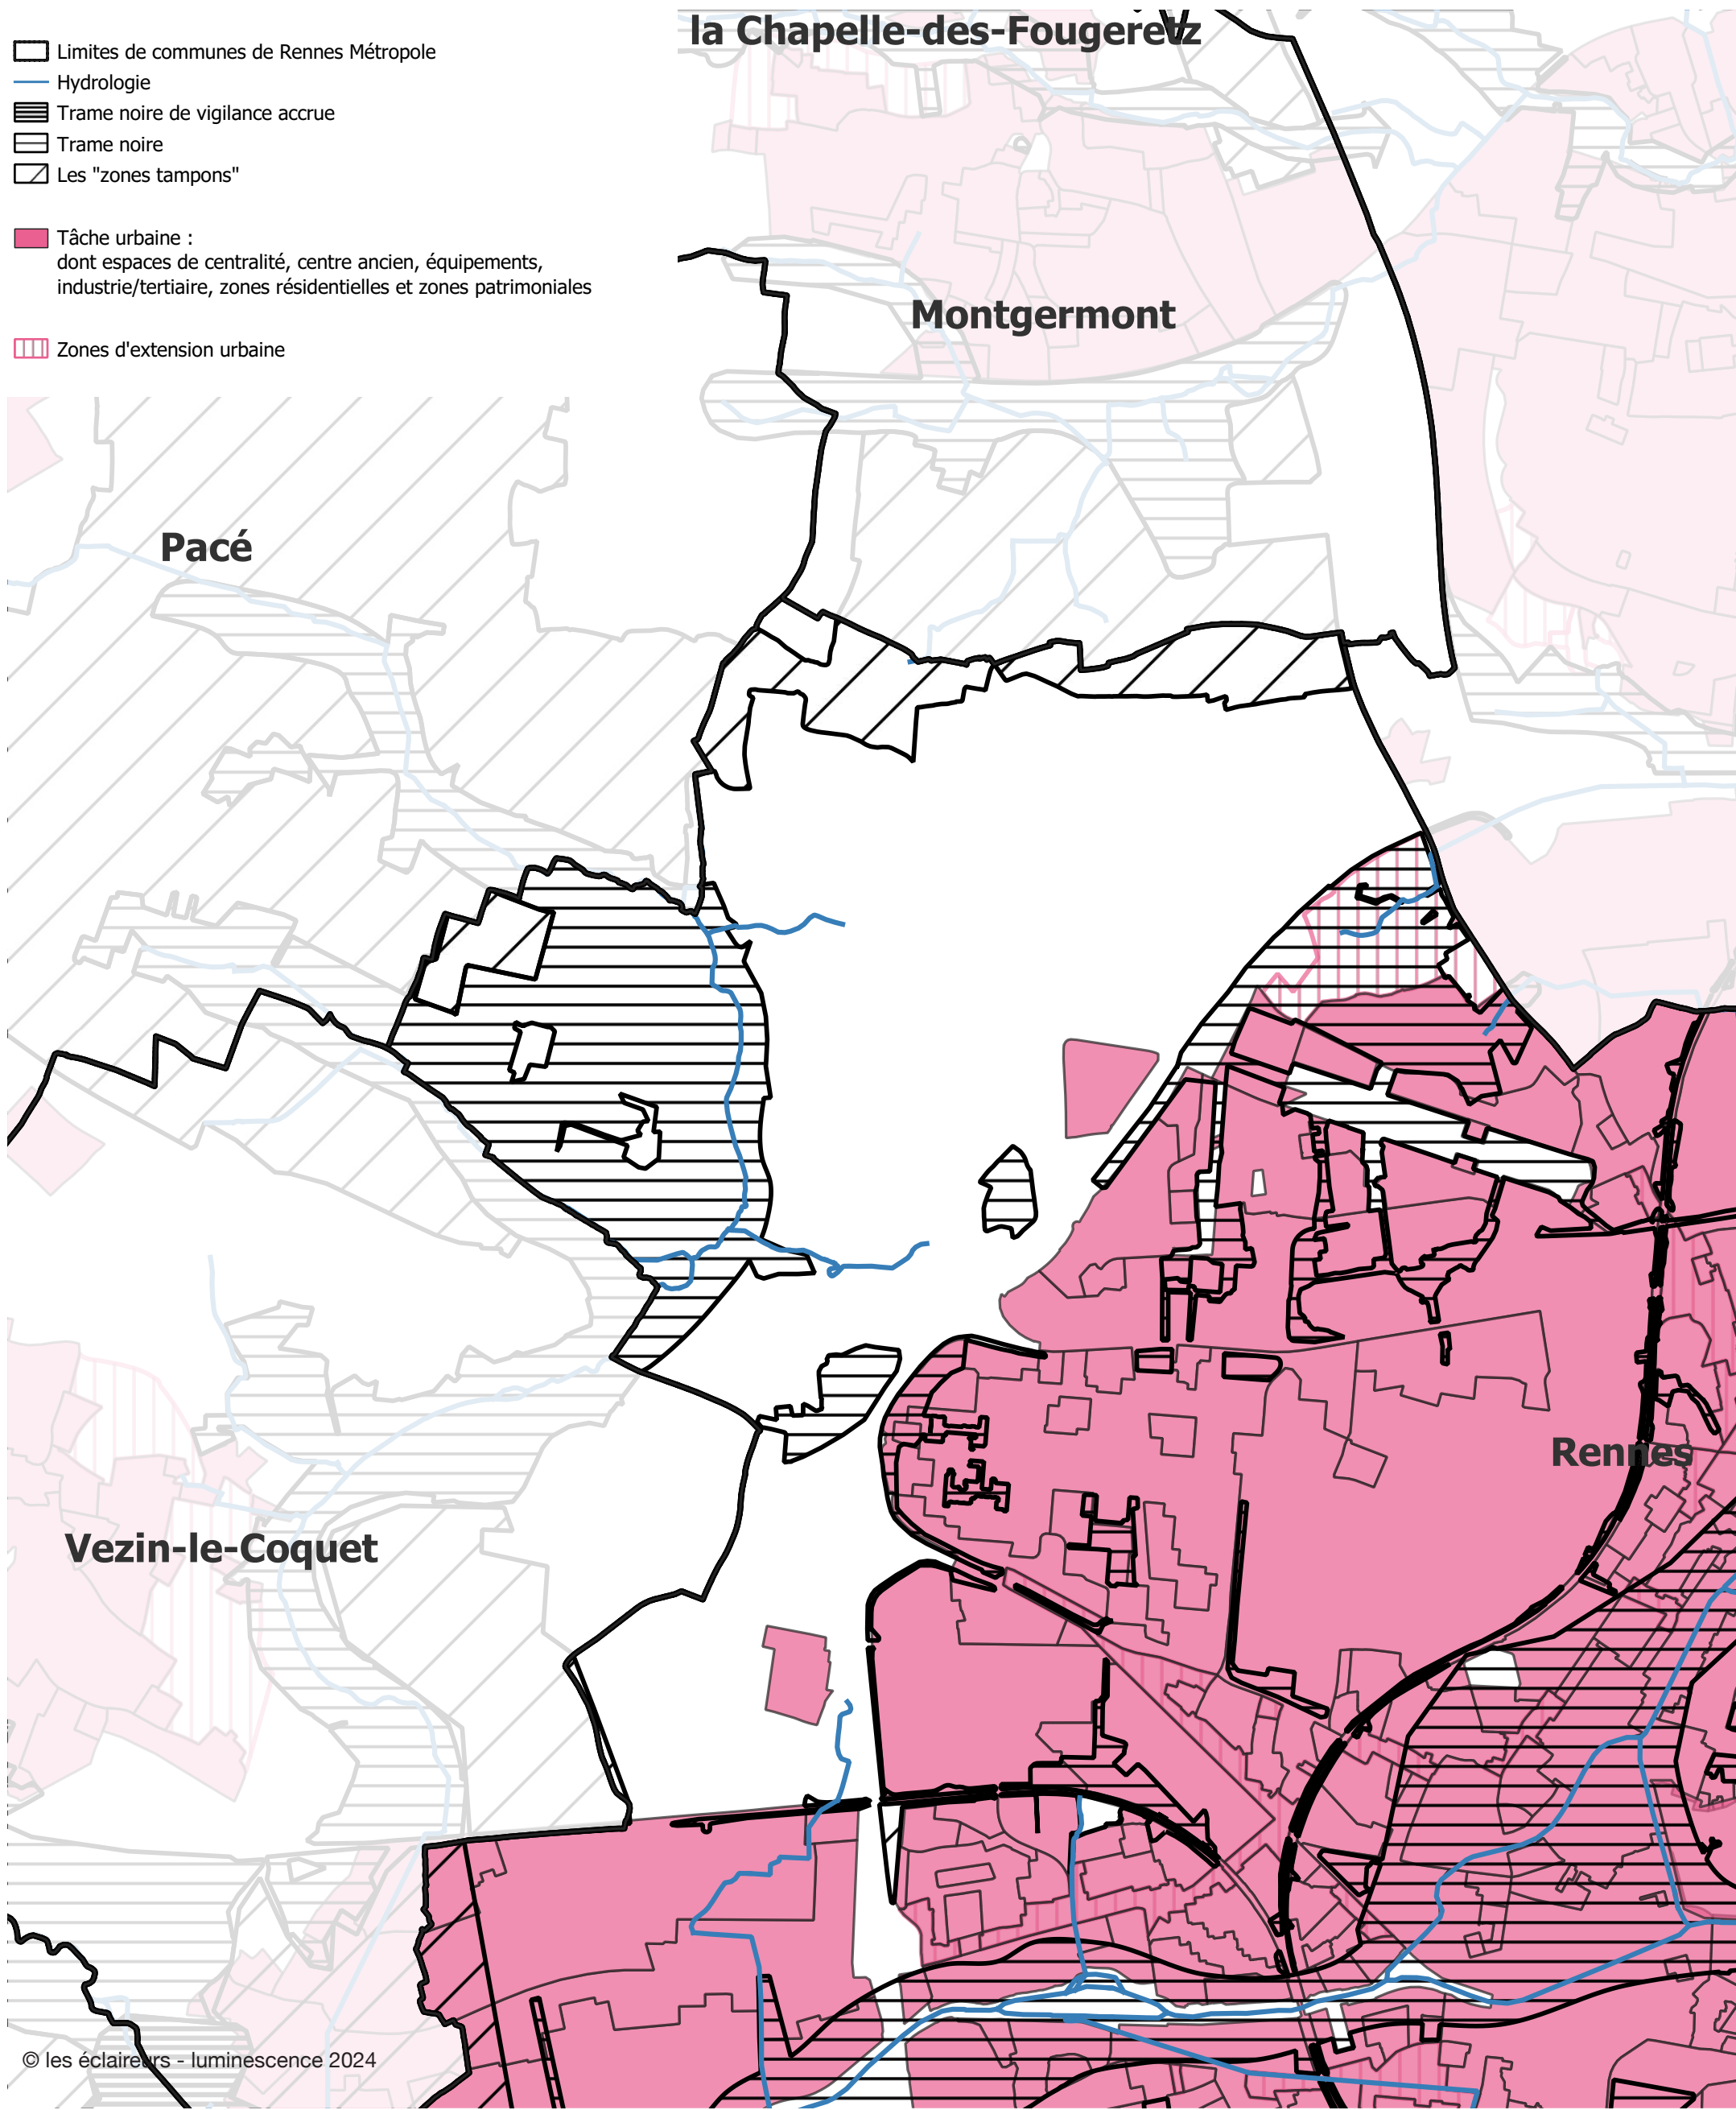 la Chapelle-des-Fougeretz
Limites de communes de Rennes Métropole
Hydrologie
Trame noire de vigilance accrue
Trame noire
Les "zones tampons"
Tâche urbaine :
dont espaces de centralité, centre ancien, équipements,
industrie/tertiaire, zones résidentielles et zones patrimoniales
Zones d'extension urbaine
Montgermont
Pacé
Rennes
Vezin-le-Coquet
© les éclaireurs - luminescence 2024